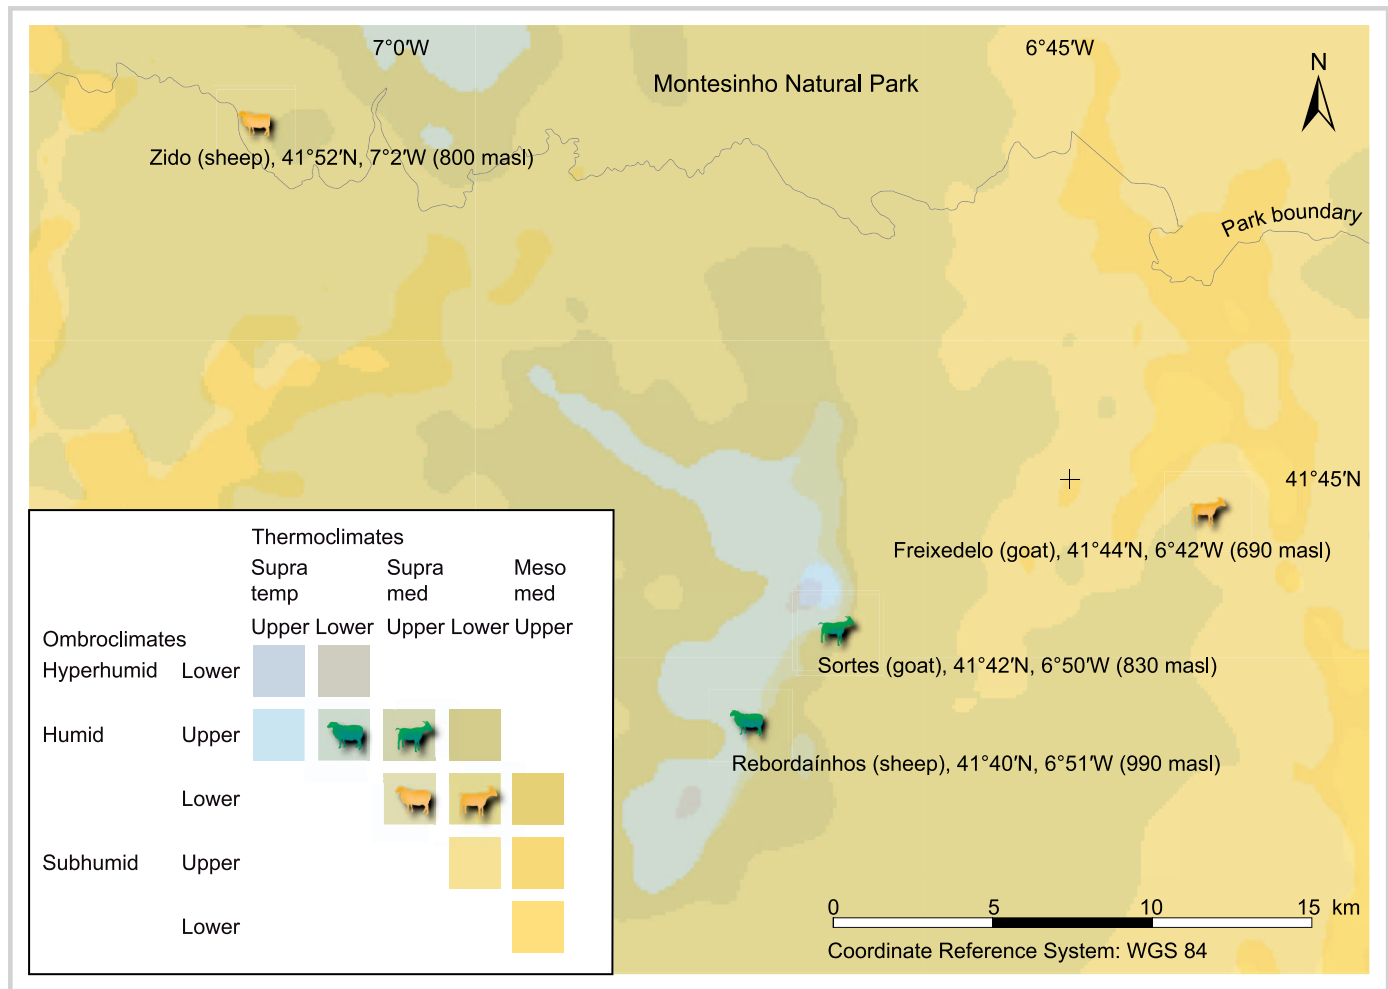 7°0′W
6°45′W
N
Montesinho Natural Park
Zido (sheep), 41°52′N, 7°2′W (800 masl)
Park boundary
41°45′N
Freixedelo (goat), 41°44′N, 6°42′W (690 masl)
Sortes (goat), 41°42′N, 6°50′W (830 masl)
Rebordaínhos (sheep), 41°40′N, 6°51′W (990 masl)
Thermoclimates
Supra temp
Supra med
Meso med
Upper Lower Upper Lower Upper
Ombroclimates
Hyperhumid Lower
Humid Upper
Lower
Subhumid Upper
Lower
0 5 10 15 km
Coordinate Reference System: WGS 84